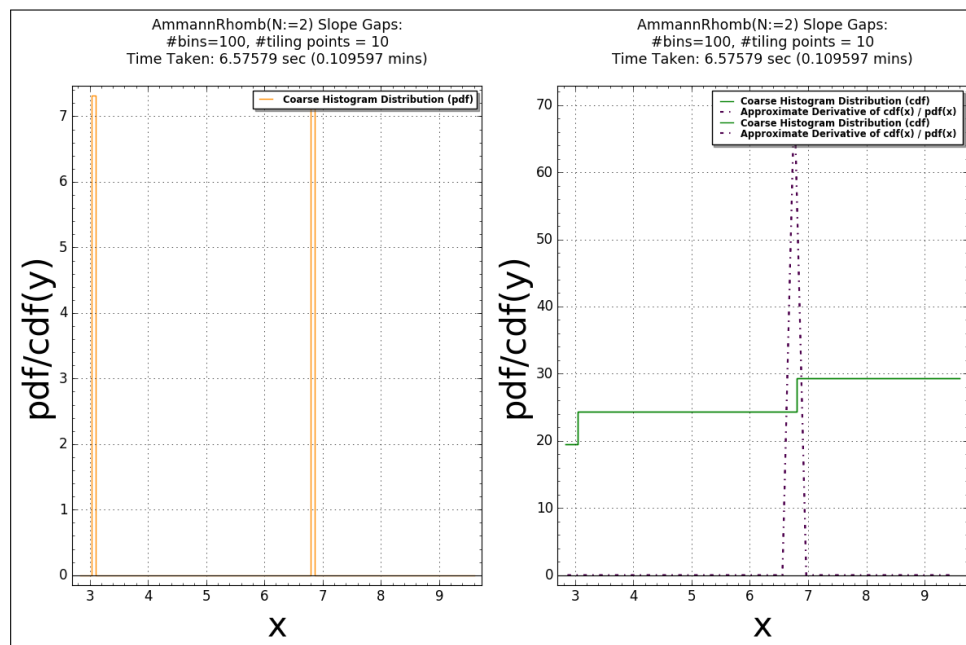 AmmannRhomb(N:=2) Slope Gaps:
#bins=100, #tiling points = 10
Time Taken: 6.57579 sec (0.109597 mins)
Coarse Histogram Distribution (pdf)
7
6
5
4
3
2
1
0
pdf/cdf(y)
3
4
5
6
7
8
9
x
AmmannRhomb(N:=2) Slope Gaps:
#bins=100, #tiling points = 10
Time Taken: 6.57579 sec (0.109597 mins)
Coarse Histogram Distribution (cdf)
Approximate Derivative of cdf(x) / pdf(x)
Coarse Histogram Distribution (cdf)
Approximate Derivative of cdf(x) / pdf(x)
70
60
50
40
30
20
10
0
pdf/cdf(y)
3
4
5
6
7
8
9
x